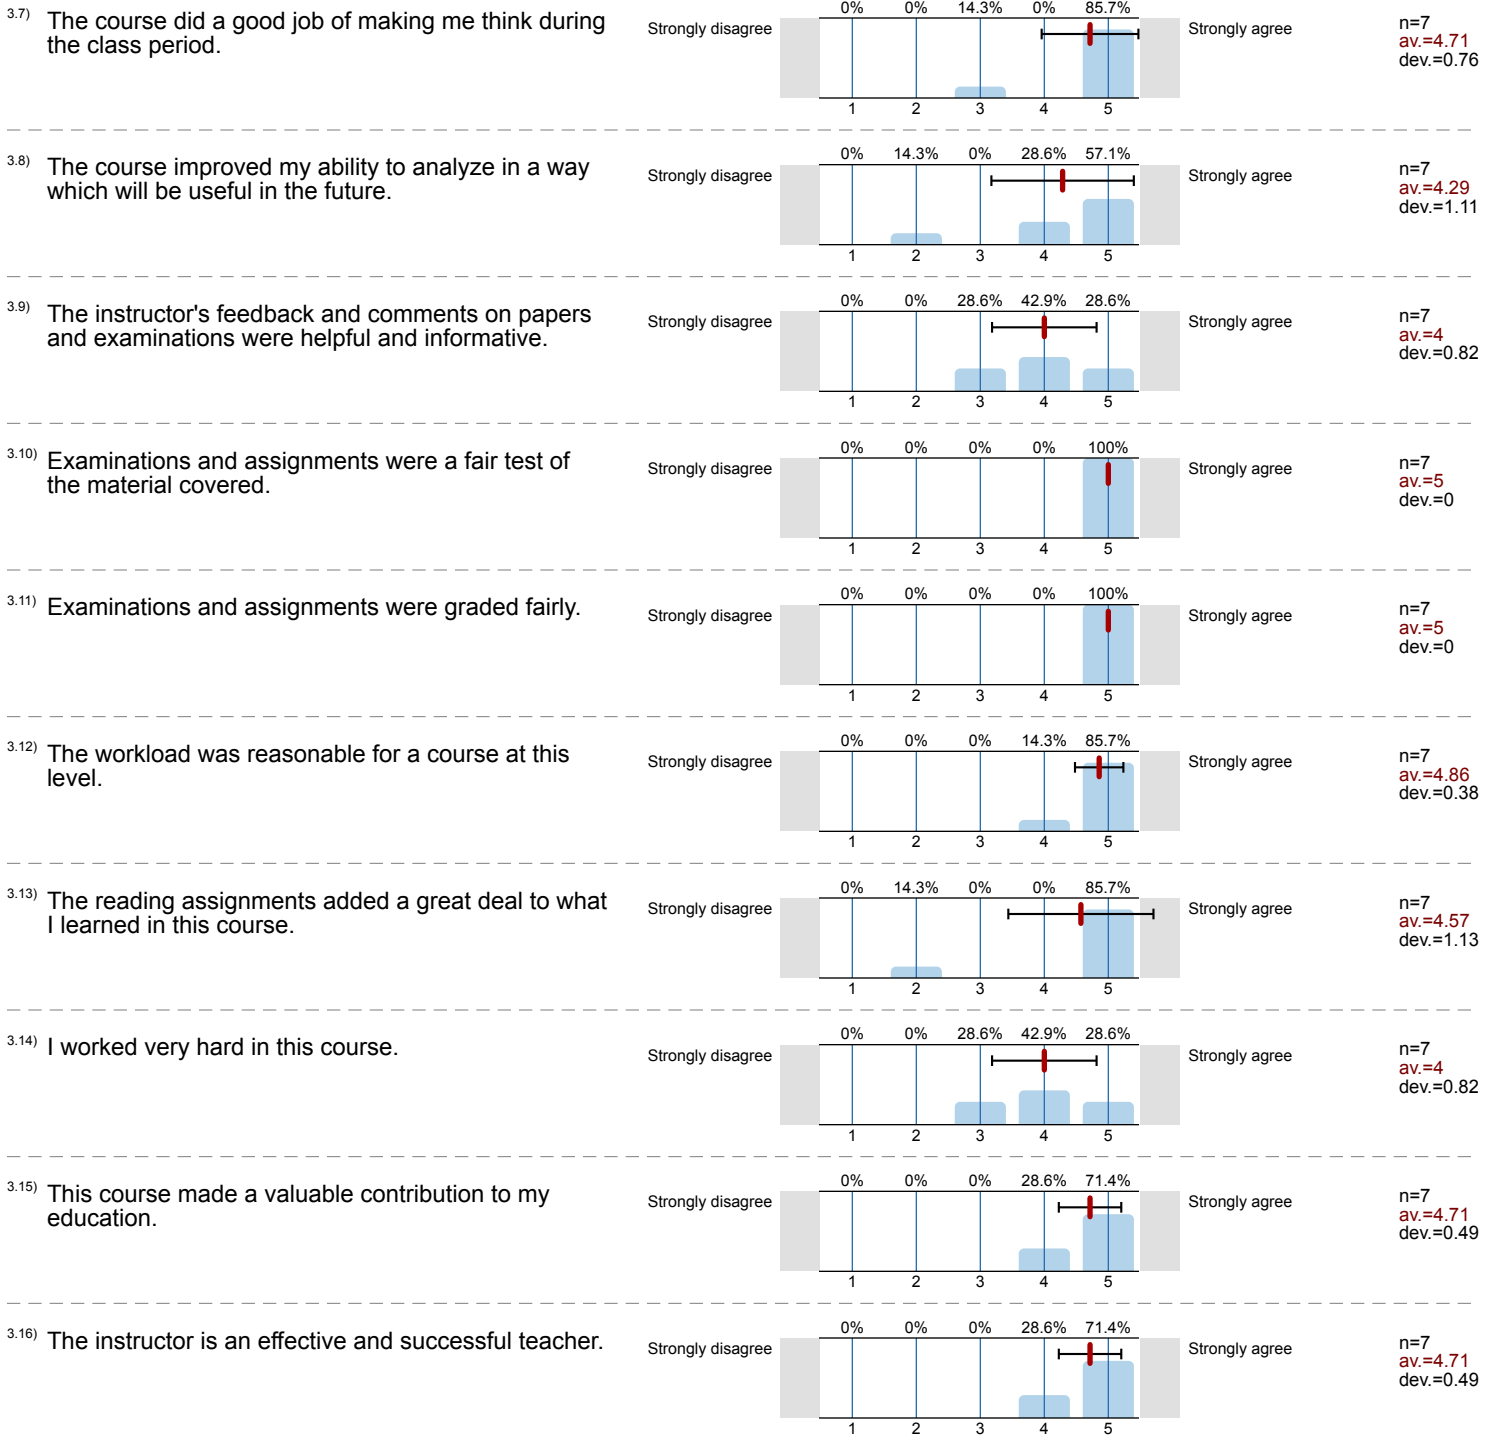 3.7) The course did a good job of making me think during
the class period.
Strongly disagree
0% 0% 14.3% 0% 85.7%
1 2 3 4 5
Strongly agree
n=7
av.=4.71
dev.=0.76
3.8) The course improved my ability to analyze in a way
which will be useful in the future.
Strongly disagree
0% 14.3% 0% 28.6% 57.1%
1 2 3 4 5
Strongly agree
n=7
av.=4.29
dev.=1.11
3.9) The instructor's feedback and comments on papers
and examinations were helpful and informative.
Strongly disagree
0% 0% 28.6% 42.9% 28.6%
1 2 3 4 5
Strongly agree
n=7
av.=4
dev.=0.82
3.10) Examinations and assignments were a fair test of
the material covered.
Strongly disagree
0% 0% 0% 0% 100%
1 2 3 4 5
Strongly agree
n=7
av.=5
dev.=0
3.11) Examinations and assignments were graded fairly.
Strongly disagree
0% 0% 0% 0% 100%
1 2 3 4 5
Strongly agree
n=7
av.=5
dev.=0
3.12) The workload was reasonable for a course at this
level.
Strongly disagree
0% 0% 0% 14.3% 85.7%
1 2 3 4 5
Strongly agree
n=7
av.=4.86
dev.=0.38
3.13) The reading assignments added a great deal to what
I learned in this course.
Strongly disagree
0% 14.3% 0% 0% 85.7%
1 2 3 4 5
Strongly agree
n=7
av.=4.57
dev.=1.13
3.14) I worked very hard in this course.
Strongly disagree
0% 0% 28.6% 42.9% 28.6%
1 2 3 4 5
Strongly agree
n=7
av.=4
dev.=0.82
3.15) This course made a valuable contribution to my
education.
Strongly disagree
0% 0% 0% 28.6% 71.4%
1 2 3 4 5
Strongly agree
n=7
av.=4.71
dev.=0.49
3.16) The instructor is an effective and successful teacher.
Strongly disagree
0% 0% 0% 28.6% 71.4%
1 2 3 4 5
Strongly agree
n=7
av.=4.71
dev.=0.49